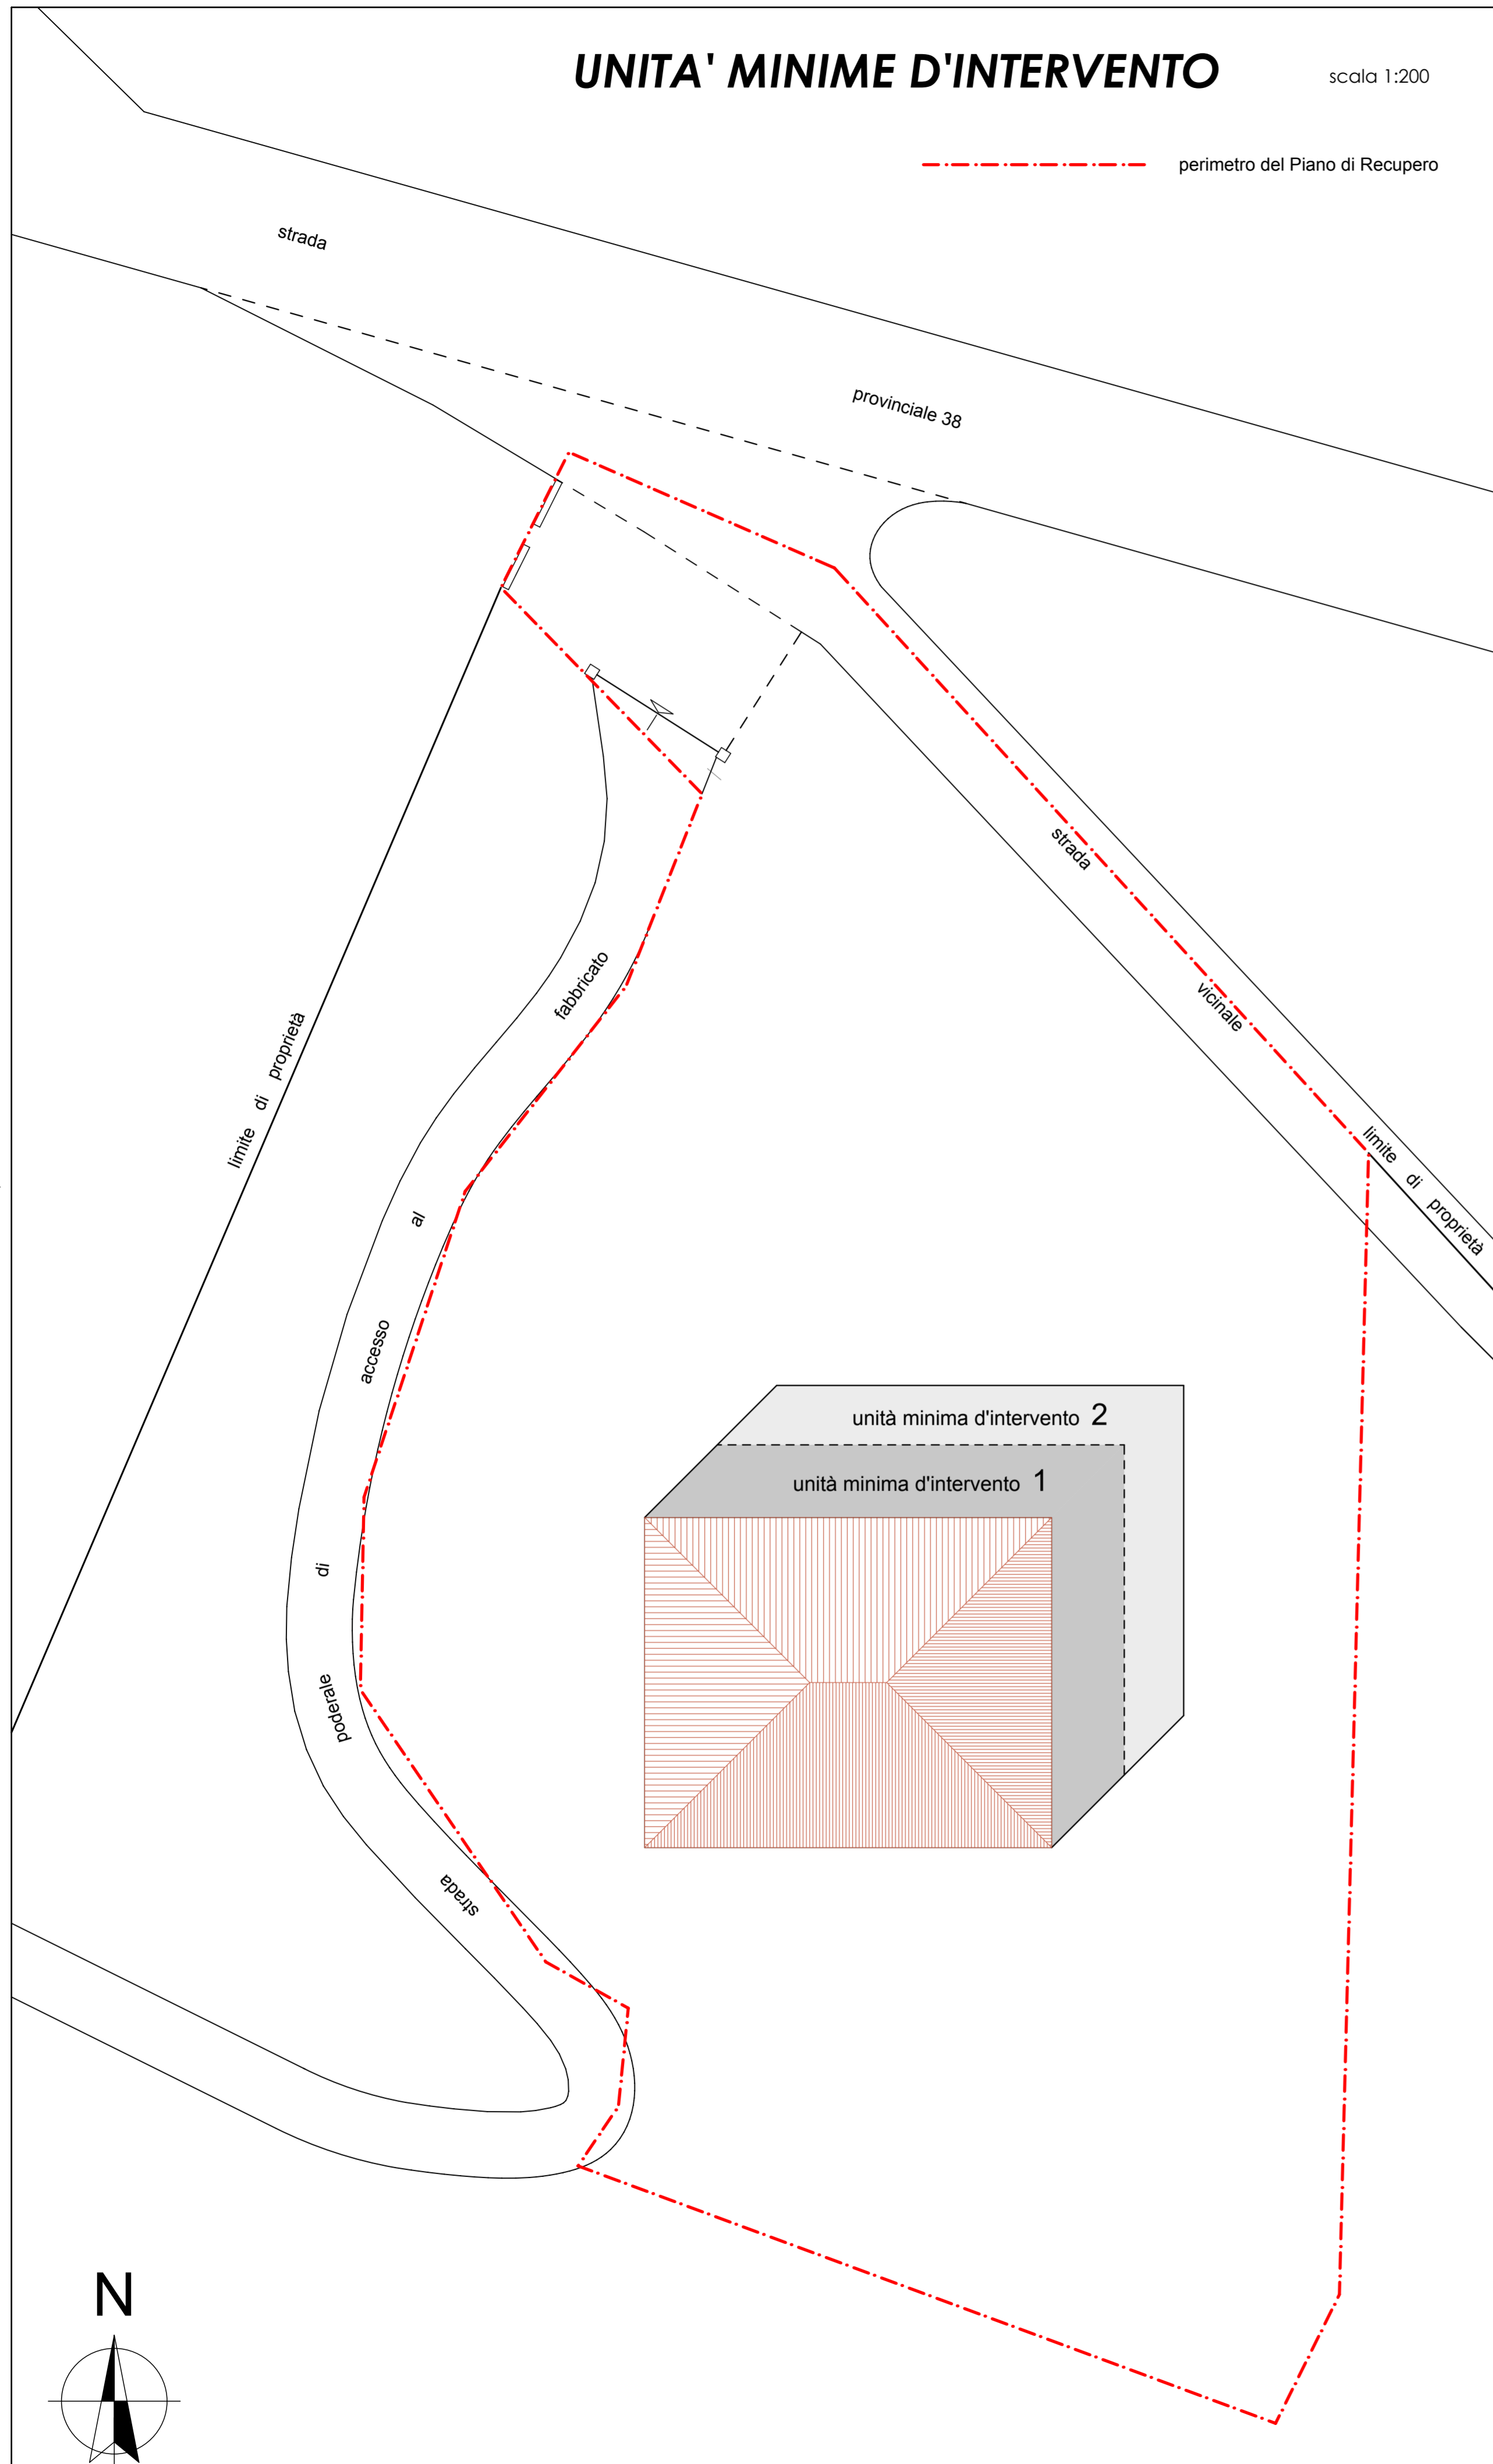 UNITA' MINIME D'INTERVENTO
scala 1:200
perimetro del Piano di Recupero
strada
provinciale 38
strada
vicinale
fabbricato
limite di proprietà
limite di proprietà
al
accesso
unità minima d'intervento 2
unità minima d'intervento 1
di
poderale
strada
N